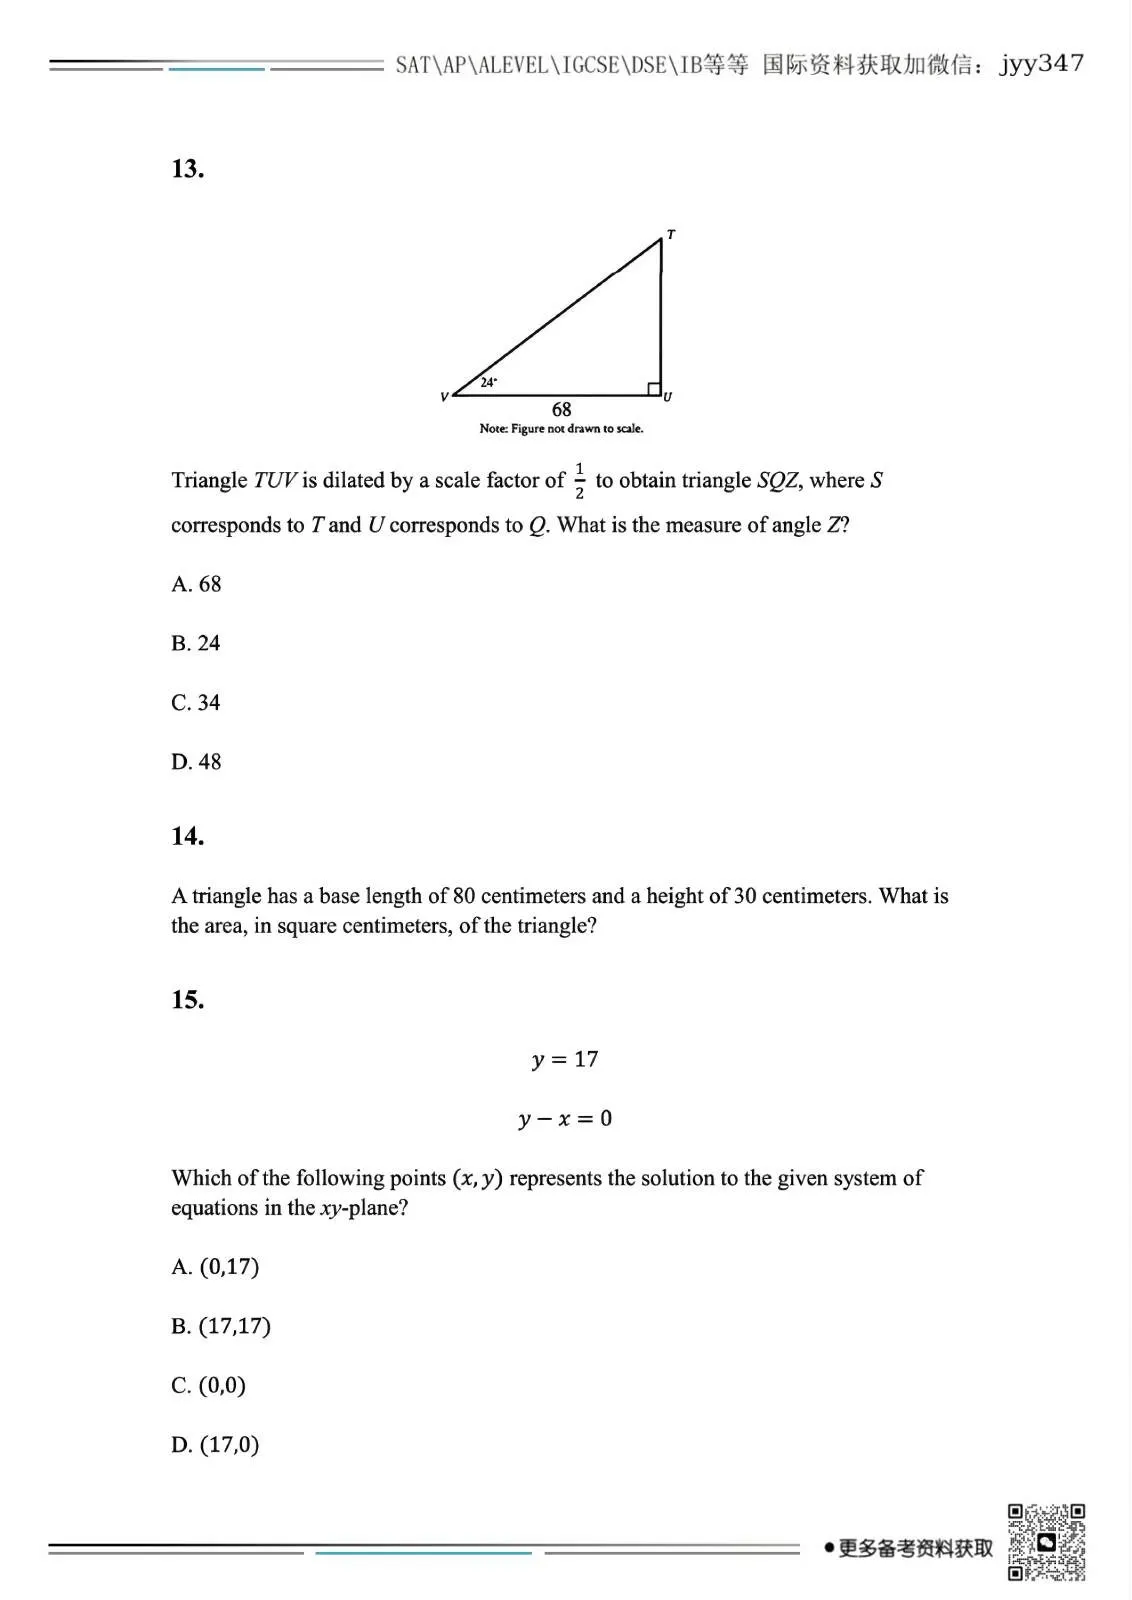 SAT\AP\ALEVEL\IGCSE\DSE\IB等等 国际资料获取加微信：jyy347
13.
T
24°
V
U
68
Note: Figure not drawn to scale.
Triangle TUV is dilated by a scale factor of 1/2 to obtain triangle SQZ, where S
corresponds to T and U corresponds to Q. What is the measure of angle Z?
A. 68
B. 24
C. 34
D. 48
14.
A triangle has a base length of 80 centimeters and a height of 30 centimeters. What is
the area, in square centimeters, of the triangle?
15.
y = 17
y − x = 0
Which of the following points (x, y) represents the solution to the given system of
equations in the xy-plane?
A. (0,17)
B. (17,17)
C. (0,0)
D. (17,0)
•更多备考资料获取